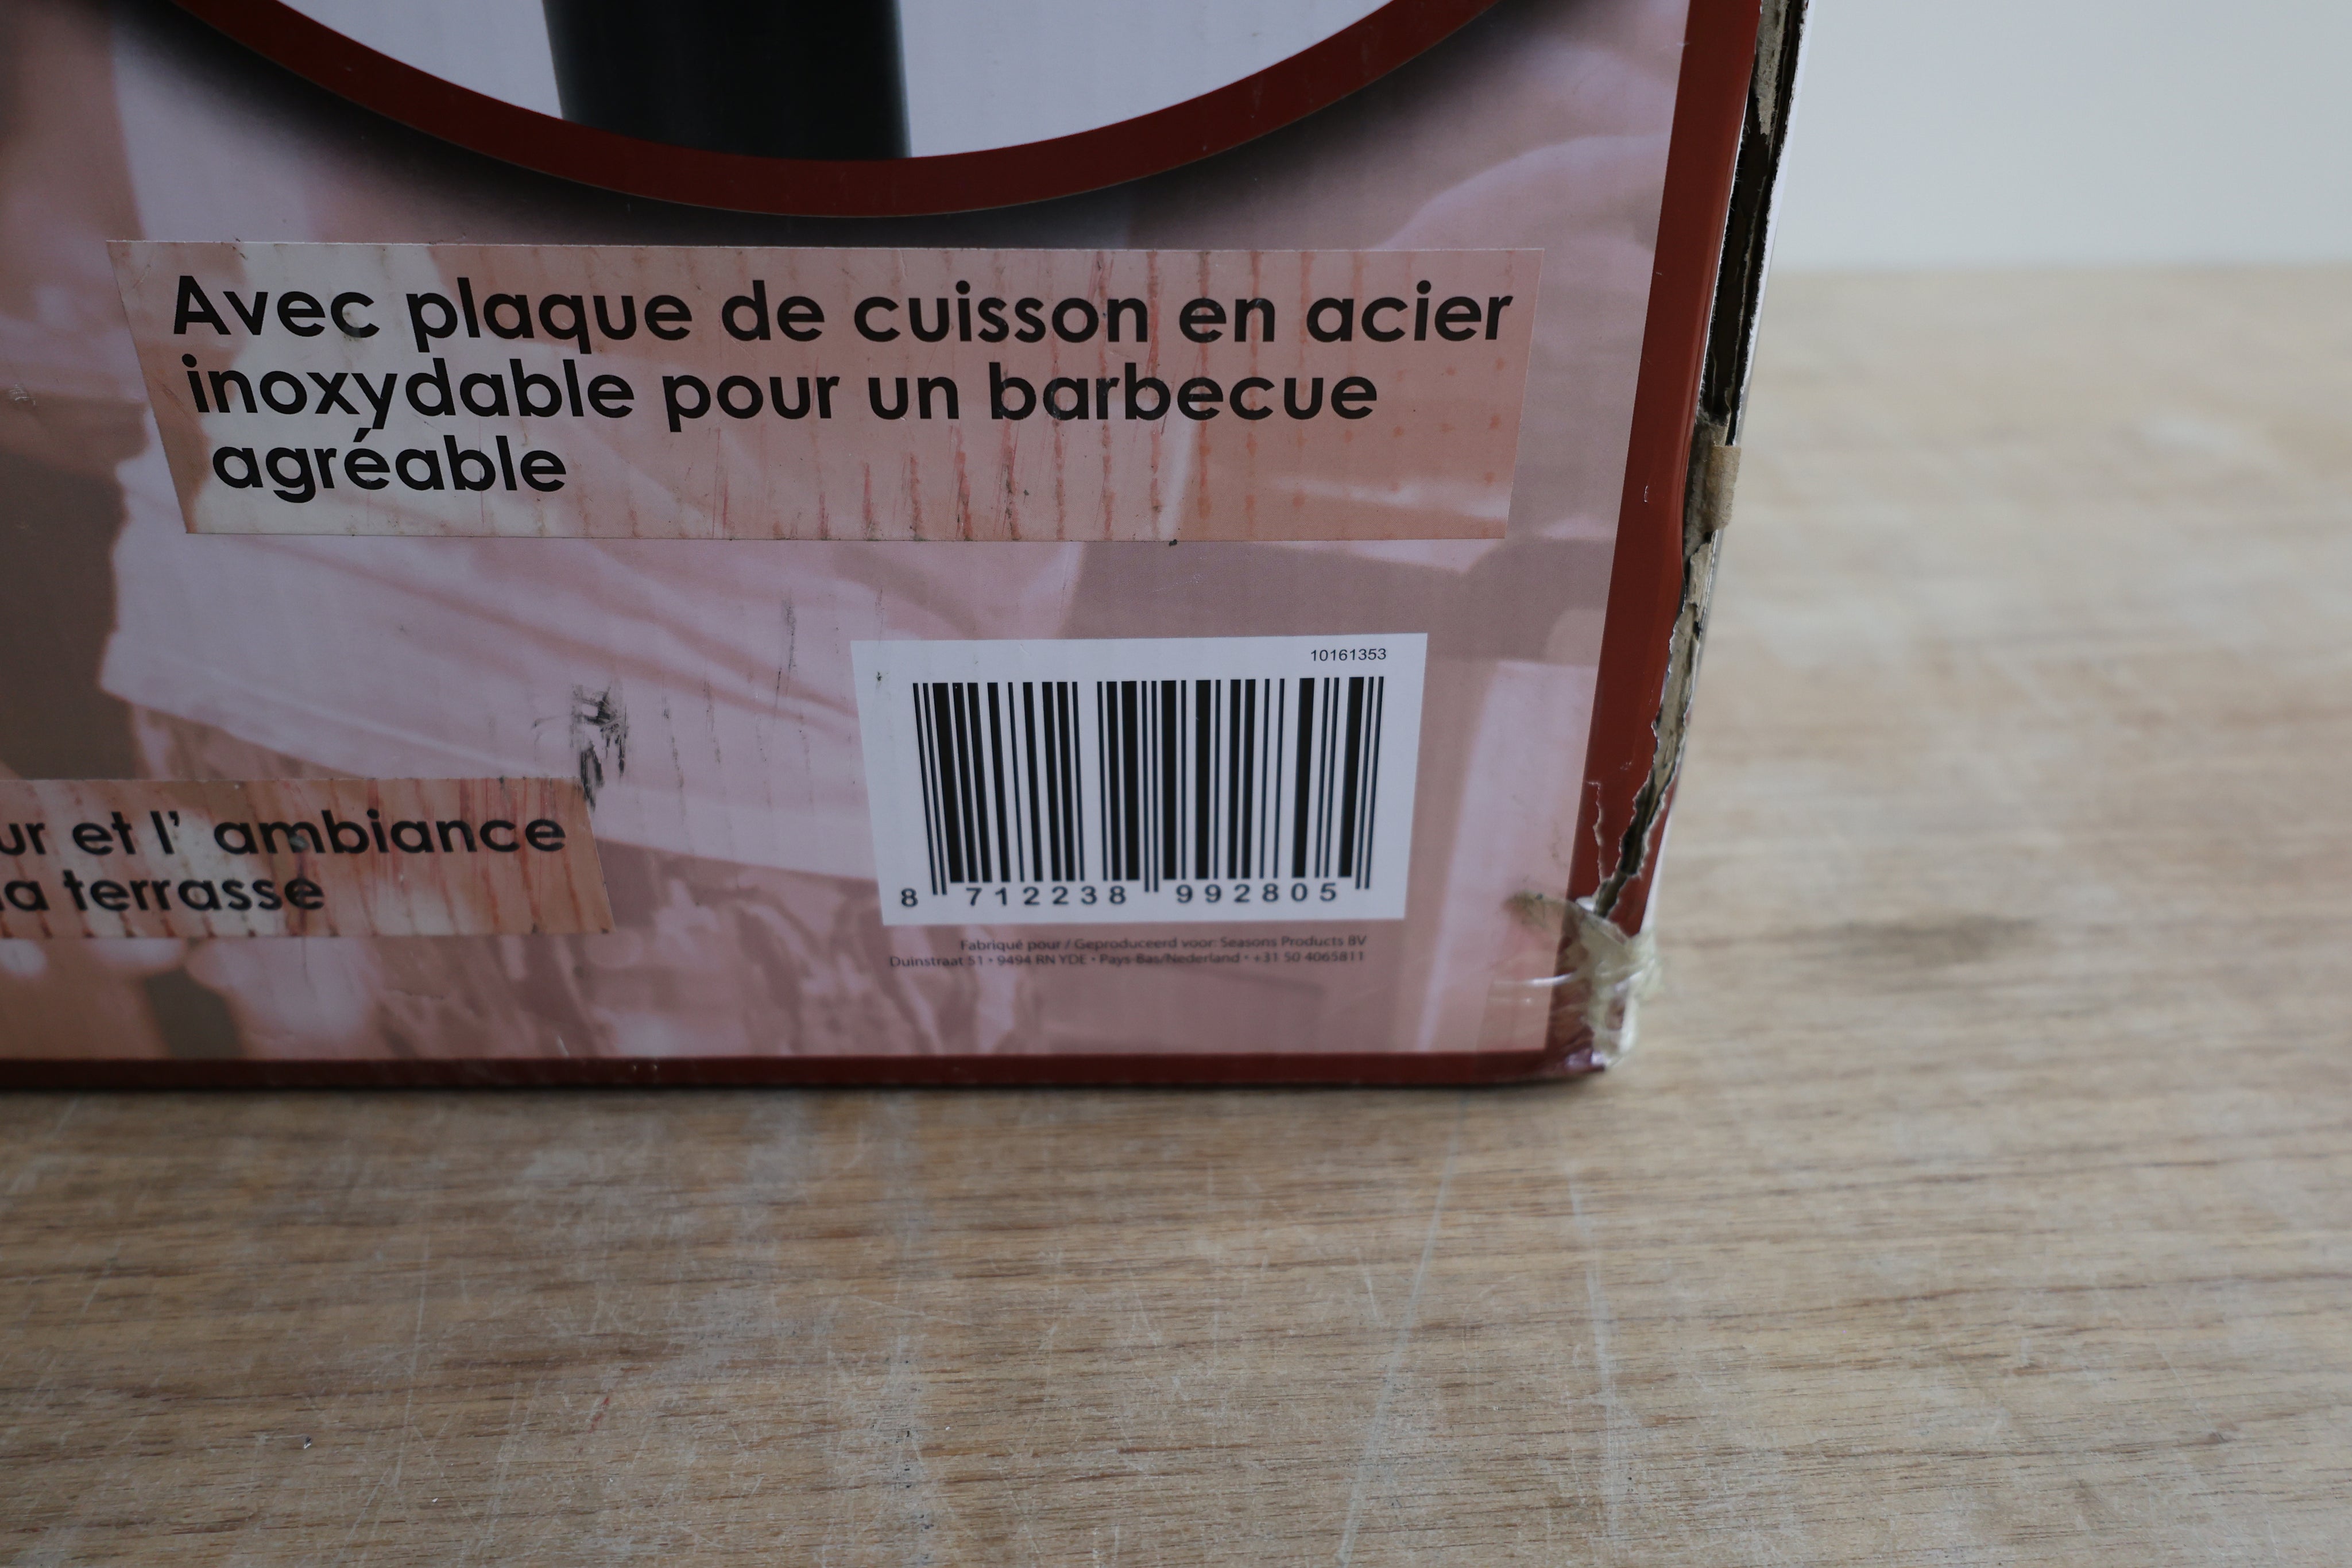 Avec plaque de cuisson en acier
inoxydable pour un barbecue
agréable
ur et l' ambiance
la terrasse
10161353
8 712238 992805
Fabriqué pour / Geproduceerd voor: Seasons Products BV
Duinstraat 51 • 9494 RN YDE • Pays-Bas/Nederland • +31 50 4065811